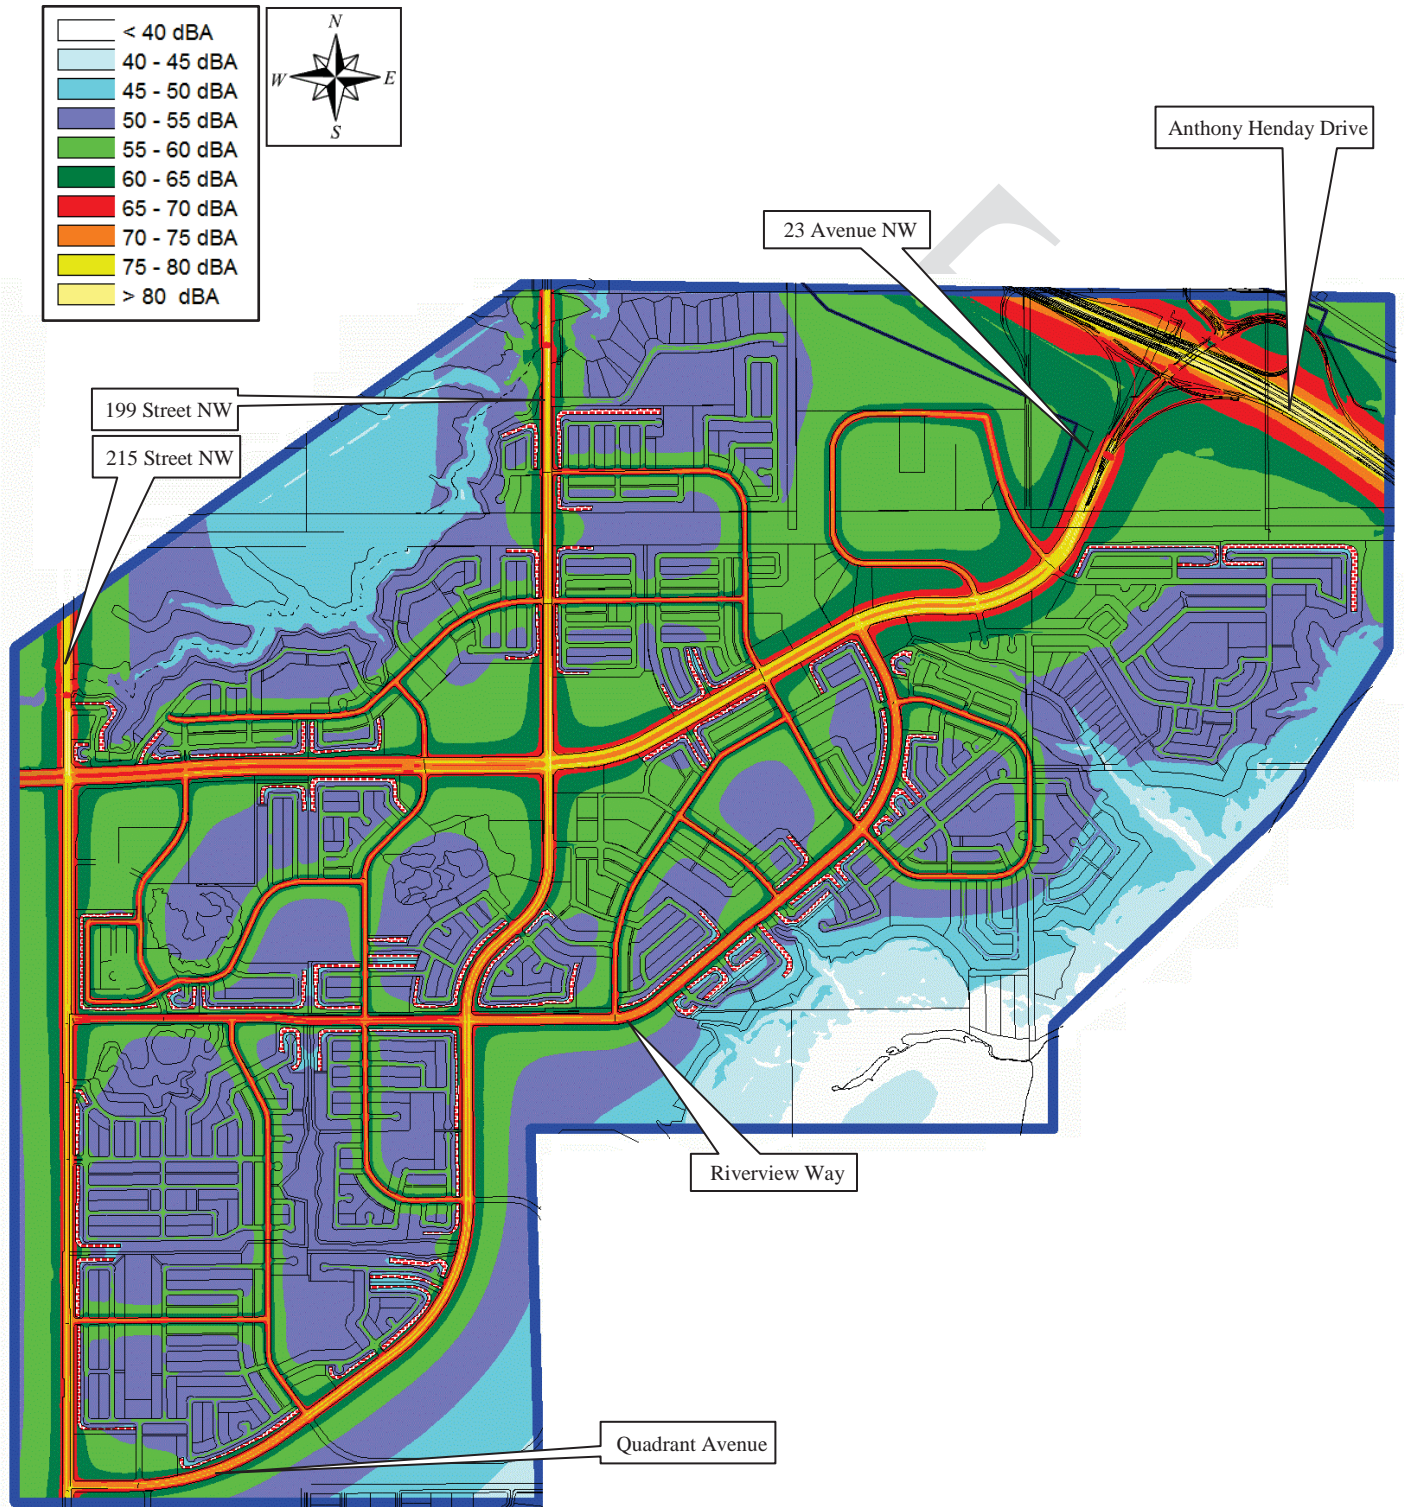 < 40 dBA
40 - 45 dBA
45 - 50 dBA
50 - 55 dBA
55 - 60 dBA
60 - 65 dBA
65 - 70 dBA
70 - 75 dBA
75 - 80 dBA
> 80 dBA
N
W E
S
Anthony Henday Drive
23 Avenue NW
199 Street NW
215 Street NW
Riverview Way
Quadrant Avenue